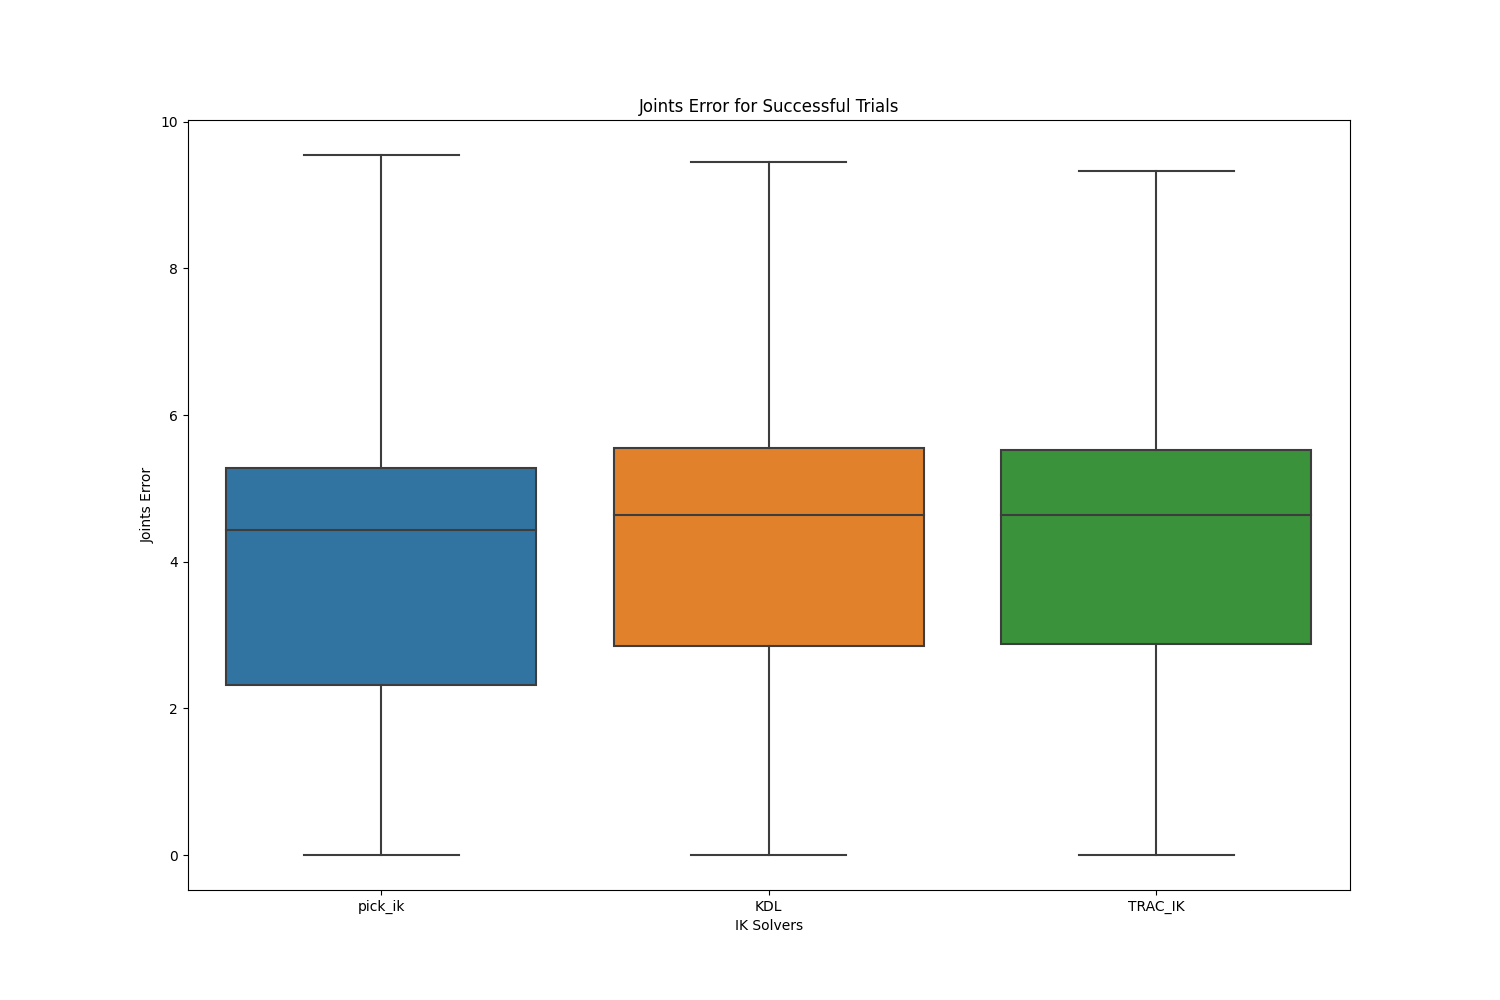 Joints Error for Successful Trials
Joints Error
10
8
6
4
2
0
pick_ik
KDL
TRAC_IK
IK Solvers